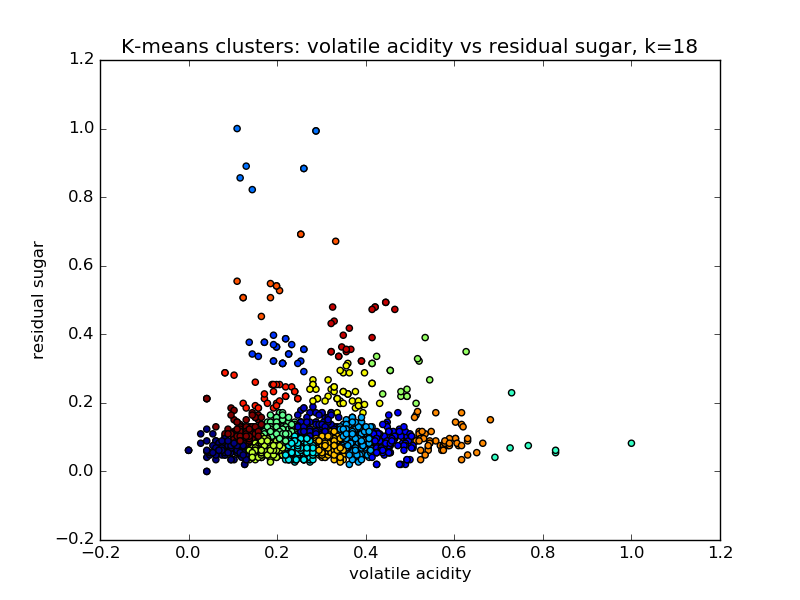 K-means clusters: volatile acidity vs residual sugar, k=18
1.2
1.0
0.8
0.6
0.4
0.2
0.0
−0.2
residual sugar
−0.2 0.0 0.2 0.4 0.6 0.8 1.0 1.2
volatile acidity